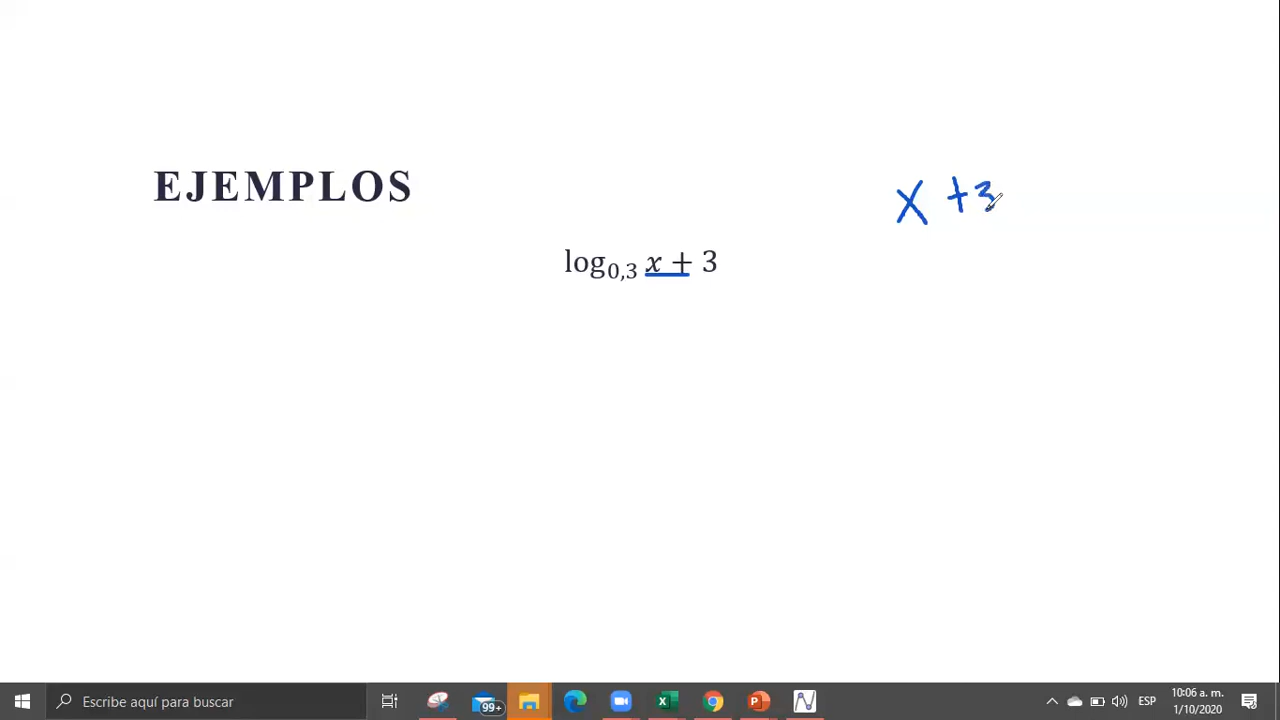 EJEMPLOS
x +3
log₀,₃ x + 3
Escribe aquí para buscar
99+
ESP
10:06 a. m.
1/10/2020